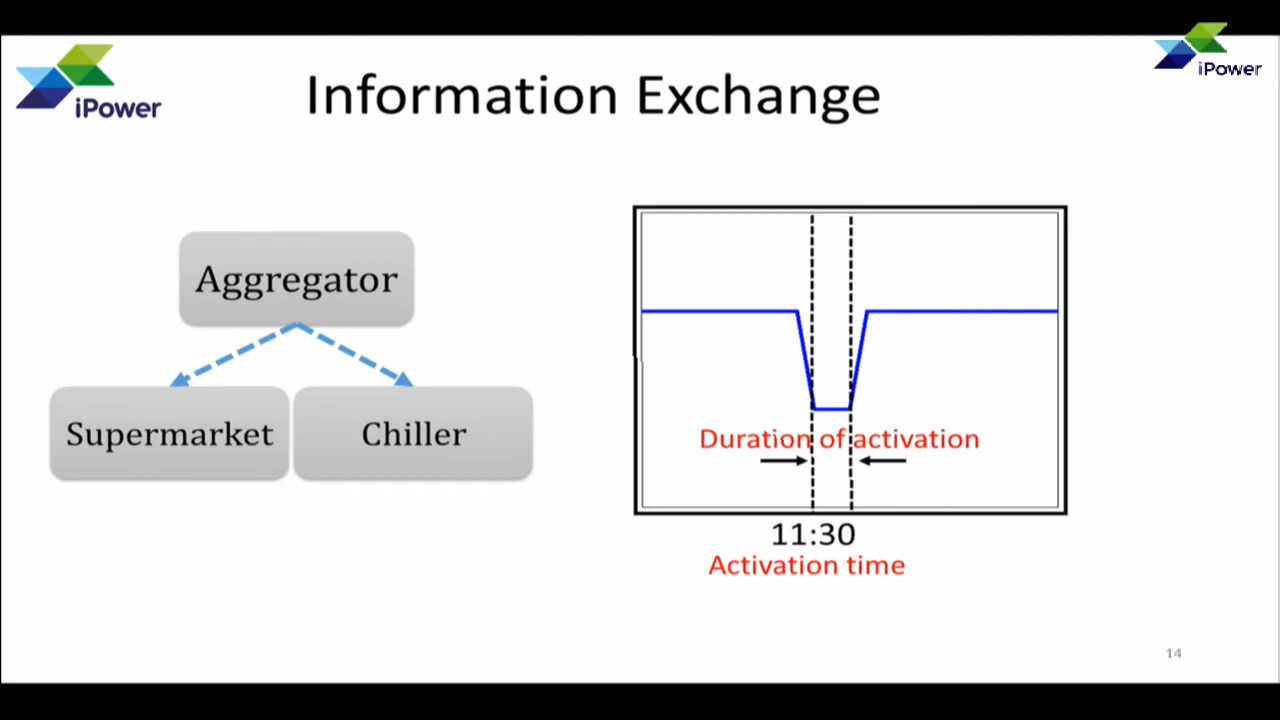 iPower
iPower
Information Exchange
Aggregator
Supermarket
Chiller
Duration of activation
11:30
Activation time
14